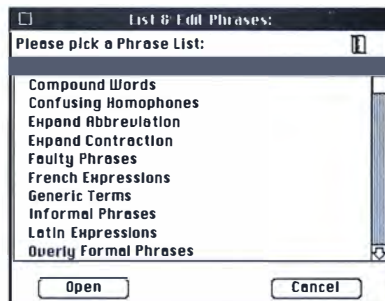 List & Edit Phrases:
Please pick a Phrase List:
Compound Words
Confusing Homophones
Expand Abbreviation
Expand Contraction
Faulty Phrases
French Expressions
Generic Terms
Informal Phrases
Latin Expressions
Overly Formal Phrases
Open
Cancel